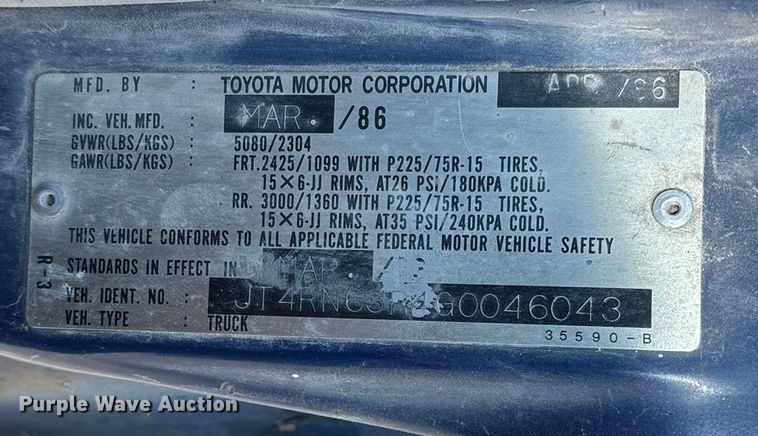 MFD. BY : TOYOTA MOTOR CORPORATION APR /86
INC. VEH. MFD. : MAR. /86
GVWR(LBS/KGS) : 5080/2304
GAWR(LBS/KGS) : FRT. 2425/1099 WITH P225/75R-15 TIRES,
15×6-JJ RIMS, AT26 PSI/180KPA COLD.
RR. 3000/1360 WITH P225/75R-15 TIRES,
15×6-JJ RIMS, AT35 PSI/240KPA COLD.
THIS VEHICLE CONFORMS TO ALL APPLICABLE FEDERAL MOTOR VEHICLE SAFETY
STANDARDS IN EFFECT IN MAR.
VEH. IDENT. NO. :
VEH. TYPE : TRUCK
R-3
35590-B
Purple Wave Auction